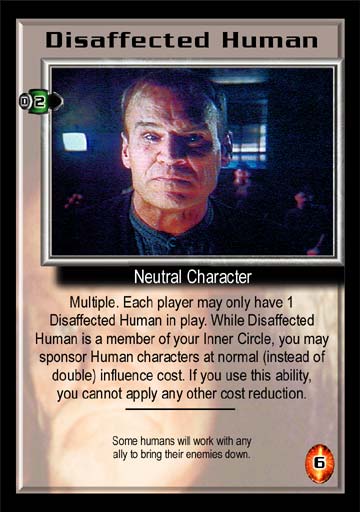 Disaffected Human
D 2
Neutral Character
Multiple. Each player may only have 1
Disaffected Human in play. While Disaffected
Human is a member of your Inner Circle, you may
sponsor Human characters at normal (instead of
double) influence cost. If you use this ability,
you cannot apply any other cost reduction.
Some humans will work with any
ally to bring their enemies down.
6